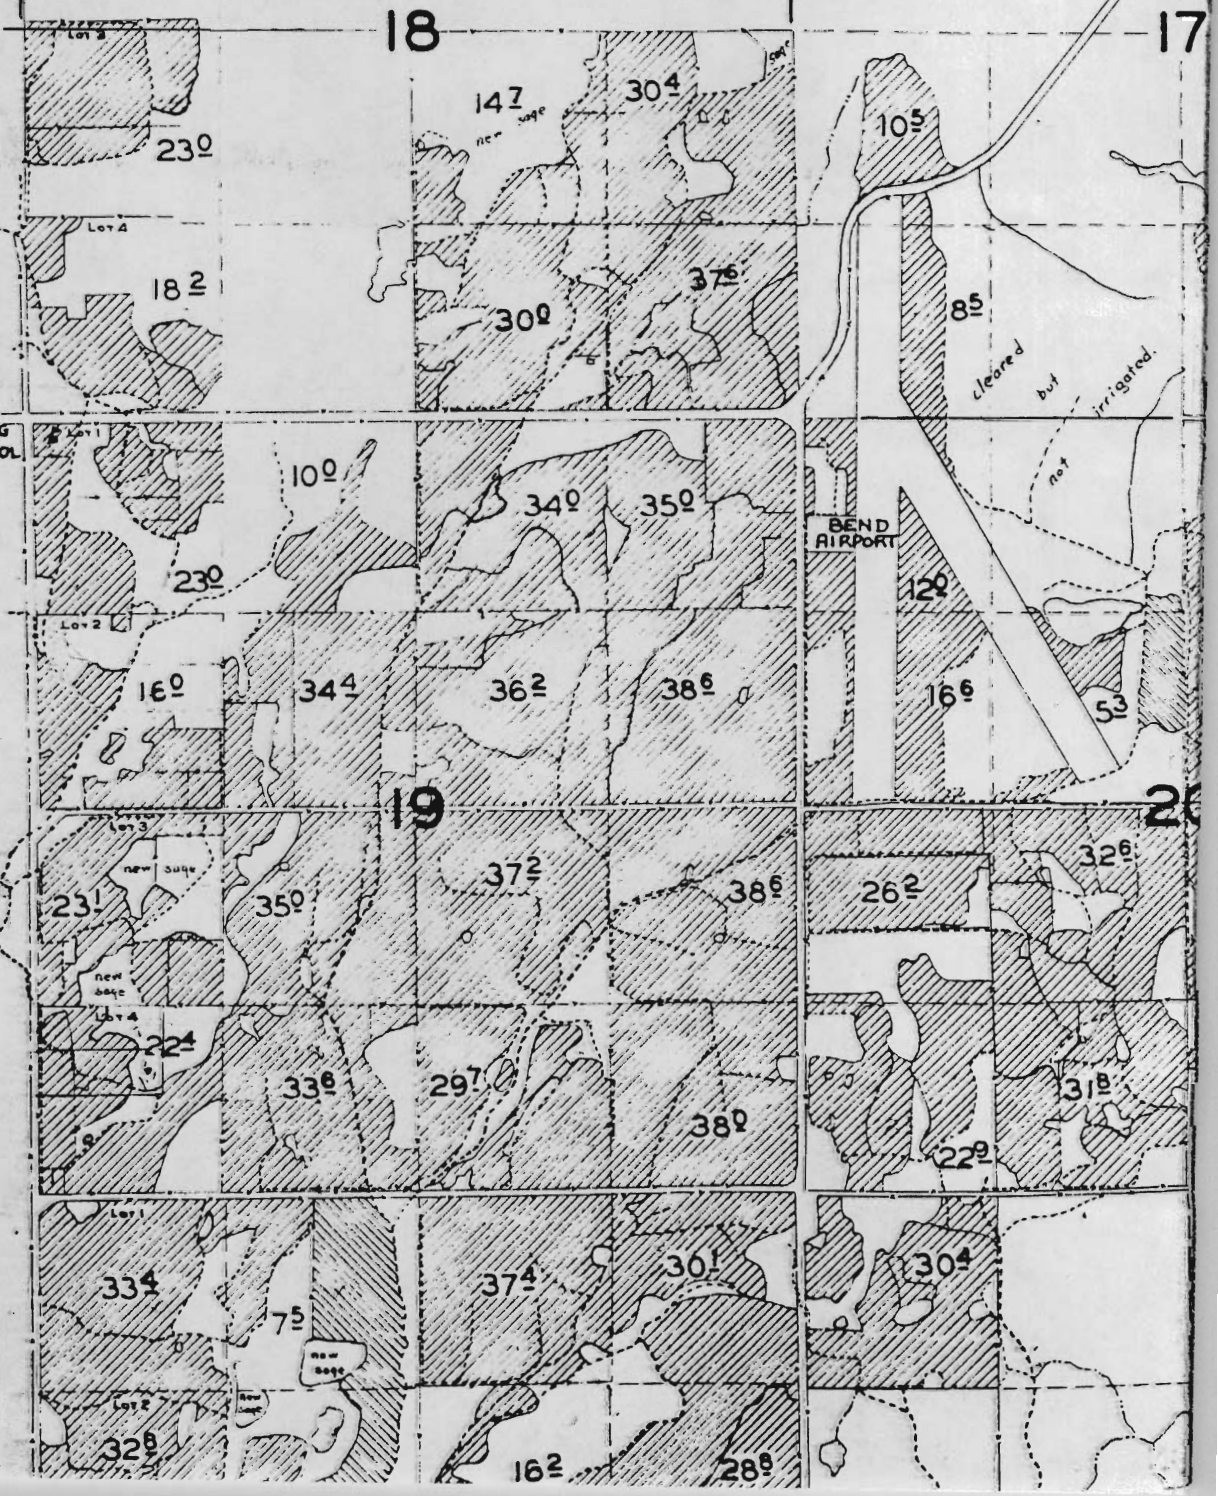 18
17
Lot 3
sage
30 4
14 7
new sage
10 5
23 0
Lot 4
18 2
37 6
30 0
8 5
cleared
but
not
irrigated.
G
OL
Lot 1
10 0
34 0
35 0
BEND
AIRPORT
23 0
12 0
Lot 2
16 0
34 4
36 2
38 6
16 6
5 3
19
20
Lot 3
new sage
37 2
32 6
23 1
35 0
38 6
26 2
new
sage
Lot 4
22 4
33 6
29 7
31 8
38 0
22 9
Lot 1
33 4
37 4
30 1
30 4
7 5
new
sage
new
sage
Lot 2
32 8
16 2
28 8